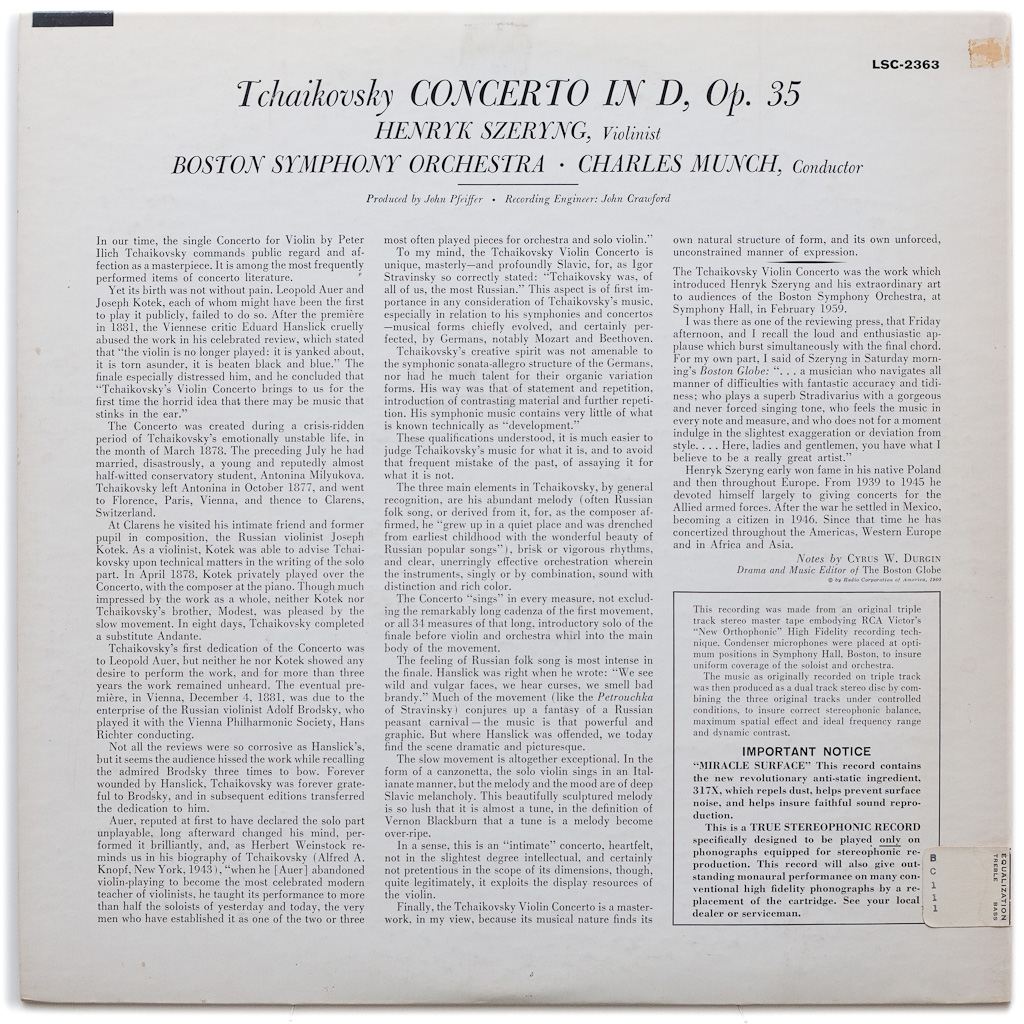 LSC-2363
Tchaikovsky CONCERTO IN D, Op. 35
HENRYK SZERYNG, Violinist
BOSTON SYMPHONY ORCHESTRA · CHARLES MUNCH, Conductor
Produced by John Pfeiffer • Recording Engineer: John Crawford
In our time, the single Concerto for Violin by Peter
Ilich Tchaikovsky commands public regard and af-
fection as a masterpiece. It is among the most frequently
performed items of concerto literature.
Yet its birth was not without pain. Leopold Auer and
Joseph Kotek, each of whom might have been the first
to play it publicly, failed to do so. After the première
in 1881, the Viennese critic Eduard Hanslick cruelly
abused the work in his celebrated review, which stated
that “the violin is no longer played: it is yanked about,
it is torn asunder, it is beaten black and blue.” The
finale especially distressed him, and he concluded that
“Tchaikovsky's Violin Concerto brings to us for the
first time the horrid idea that there may be music that
stinks in the ear.”
The Concerto was created during a crisis-ridden
period of Tchaikovsky's emotionally unstable life, in
the month of March 1878. The preceding July he had
married, disastrously, a young and reputedly almost
half-witted conservatory student, Antonina Milyukova.
Tchaikovsky left Antonina in October 1877, and went
to Florence, Paris, Vienna, and thence to Clarens,
Switzerland.
At Clarens he visited his intimate friend and former
pupil in composition, the Russian violinist Joseph
Kotek. As a violinist, Kotek was able to advise Tchai-
kovsky upon technical matters in the writing of the solo
part. In April 1878, Kotek privately played over the
Concerto, with the composer at the piano. Though much
impressed by the work as a whole, neither Kotek nor
Tchaikovsky's brother, Modest, was pleased by the
slow movement. In eight days, Tchaikovsky completed
a substitute Andante.
Tchaikovsky's first dedication of the Concerto was
to Leopold Auer, but neither he nor Kotek showed any
desire to perform the work, and for more than three
years the work remained unheard. The eventual pre-
mière, in Vienna, December 4, 1881, was due to the
enterprise of the Russian violinist Adolf Brodsky, who
played it with the Vienna Philharmonic Society, Hans
Richter conducting.
Not all the reviews were so corrosive as Hanslick's,
but it seems the audience hissed the work while recalling
the admired Brodsky three times to bow. Forever
wounded by Hanslick, Tchaikovsky was forever grate-
ful to Brodsky, and in subsequent editions transferred
the dedication to him.
Auer, reputed at first to have declared the solo part
unplayable, long afterward changed his mind, per-
formed it brilliantly, and, as Herbert Weinstock re-
minds us in his biography of Tchaikovsky (Alfred A.
Knopf, New York, 1943), “when he [Auer] abandoned
violin-playing to become the most celebrated modern
teacher of violinists, he taught its performance to more
than half the soloists of yesterday and today, the very
men who have established it as one of the two or three
most often played pieces for orchestra and solo violin.”
To my mind, the Tchaikovsky Violin Concerto is
unique, masterly—and profoundly Slavic, for, as Igor
Stravinsky so correctly stated: “Tchaikovsky was, of
all of us, the most Russian.” This aspect is of first im-
portance in any consideration of Tchaikovsky's music,
especially in relation to his symphonies and concertos
—musical forms chiefly evolved, and certainly per-
fected, by Germans, notably Mozart and Beethoven.
Tchaikovsky's creative spirit was not amenable to
the symphonic sonata-allegro structure of the Germans,
nor had he much talent for their organic variation
forms. His way was that of statement and repetition,
introduction of contrasting material and further repeti-
tion. His symphonic music contains very little of what
is known technically as “development.”
These qualifications understood, it is much easier to
judge Tchaikovsky's music for what it is, and to avoid
that frequent mistake of the past, of assaying it for
what it is not.
The three main elements in Tchaikovsky, by general
recognition, are his abundant melody (often Russian
folk song, or derived from it, for, as the composer af-
firmed, he “grew up in a quiet place and was drenched
from earliest childhood with the wonderful beauty of
Russian popular songs”), brisk or vigorous rhythms,
and clear, unerringly effective orchestration wherein
the instruments, singly or by combination, sound with
distinction and rich color.
The Concerto “sings” in every measure, not exclud-
ing the remarkably long cadenza of the first movement,
or all 34 measures of that long, introductory solo of the
finale before violin and orchestra whirl into the main
body of the movement.
The feeling of Russian folk song is most intense in
the finale. Hanslick was right when he wrote: “We see
wild and vulgar faces, we hear curses, we smell bad
brandy.” Much of the movement (like the Petrouchka
of Stravinsky) conjures up a fantasy of a Russian
peasant carnival—the music is that powerful and
graphic. But where Hanslick was offended, we today
find the scene dramatic and picturesque.
The slow movement is altogether exceptional. In the
form of a canzonetta, the solo violin sings in an Ital-
ianate manner, but the melody and the mood are of deep
Slavic melancholy. This beautifully sculptured melody
is so lush that it is almost a tune, in the definition of
Vernon Blackburn that a tune is a melody become
over-ripe.
In a sense, this is an “intimate” concerto, heartfelt,
not in the slightest degree intellectual, and certainly
not pretentious in the scope of its dimensions, though,
quite legitimately, it exploits the display resources of
the violin.
Finally, the Tchaikovsky Violin Concerto is a master-
work, in my view, because its musical nature finds its
own natural structure of form, and its own unforced,
unconstrained manner of expression.
The Tchaikovsky Violin Concerto was the work which
introduced Henryk Szeryng and his extraordinary art
to audiences of the Boston Symphony Orchestra, at
Symphony Hall, in February 1959.
I was there as one of the reviewing press, that Friday
afternoon, and I recall the loud and enthusiastic ap-
plause which burst simultaneously with the final chord.
For my own part, I said of Szeryng in Saturday morn-
ing's Boston Globe: “. . . a musician who navigates all
manner of difficulties with fantastic accuracy and tidi-
ness; who plays a superb Stradivarius with a gorgeous
and never forced singing tone, who feels the music in
every note and measure, and who does not for a moment
indulge in the slightest exaggeration or deviation from
style. . . . Here, ladies and gentlemen, you have what I
believe to be a really great artist.”
Henryk Szeryng early won fame in his native Poland
and then throughout Europe. From 1939 to 1945 he
devoted himself largely to giving concerts for the
Allied armed forces. After the war he settled in Mexico,
becoming a citizen in 1946. Since that time he has
concertized throughout the Americas, Western Europe
and in Africa and Asia.
Notes by CYRUS W. DURGIN
Drama and Music Editor of The Boston Globe
© by Radio Corporation of America, 1960
This recording was made from an original triple
track stereo master tape embodying RCA Victor's
“New Orthophonic” High Fidelity recording tech-
nique. Condenser microphones were placed at opti-
mum positions in Symphony Hall, Boston, to insure
uniform coverage of the soloist and orchestra.
The music as originally recorded on triple track
was then produced as a dual track stereo disc by com-
bining the three original tracks under controlled
conditions, to insure correct stereophonic balance,
maximum spatial effect and ideal frequency range
and dynamic contrast.
IMPORTANT NOTICE
“MIRACLE SURFACE” This record contains
the new revolutionary anti-static ingredient,
317X, which repels dust, helps prevent surface
noise, and helps insure faithful sound repro-
duction.
This is a TRUE STEREOPHONIC RECORD
specifically designed to be played only on
phonographs equipped for stereophonic re-
production. This record will also give out-
standing monaural performance on many con-
ventional high fidelity phonographs by a re-
placement of the cartridge. See your local
dealer or serviceman.
B
C 1 1 1
EQUALIZATION
TREBLE BASS